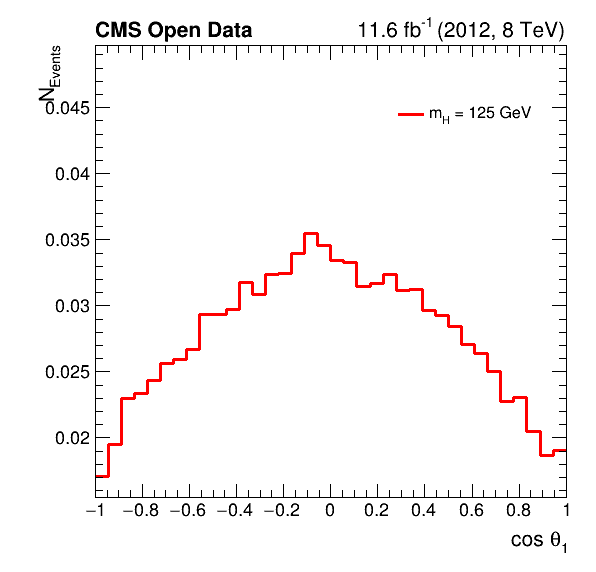 CMS Open Data 11.6 fb⁻¹ (2012, 8 TeV)
N_Events
m_H = 125 GeV
0.045
0.04
0.035
0.03
0.025
0.02
−1 −0.8 −0.6 −0.4 −0.2 0 0.2 0.4 0.6 0.8 1
cos θ₁